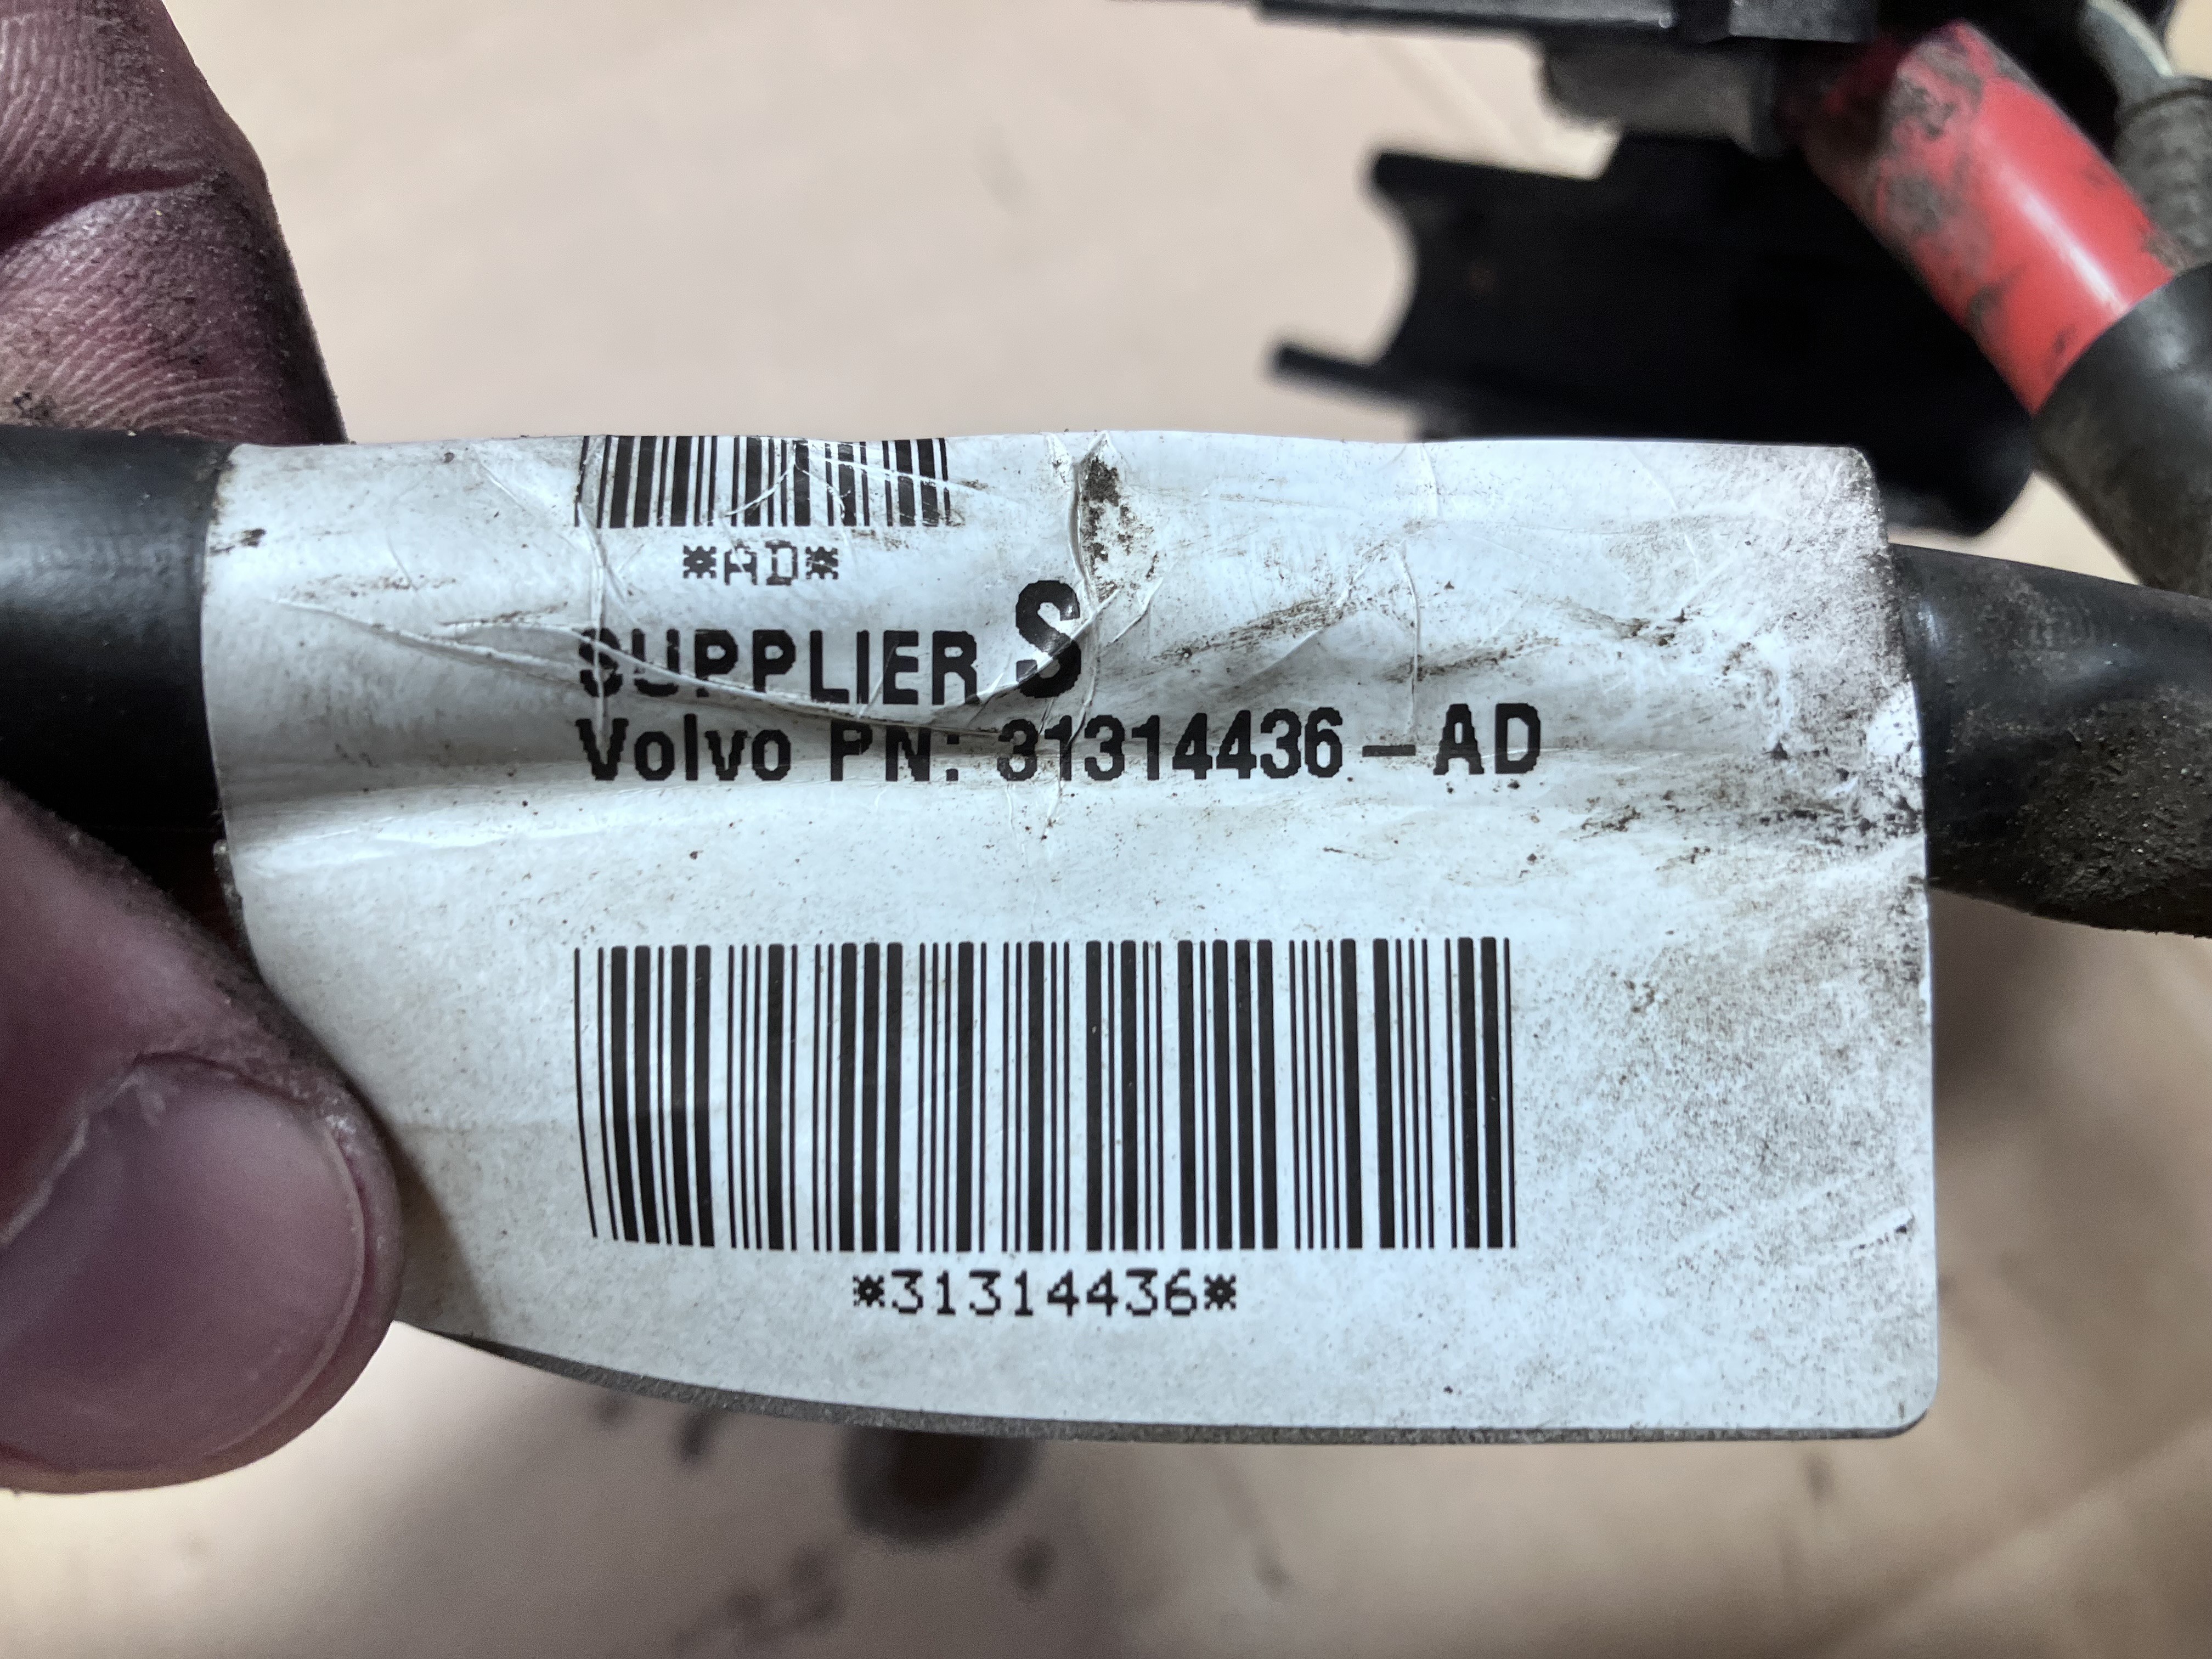 *AD*
SUPPLIER S
Volvo PN: 31314436-AD
*31314436*